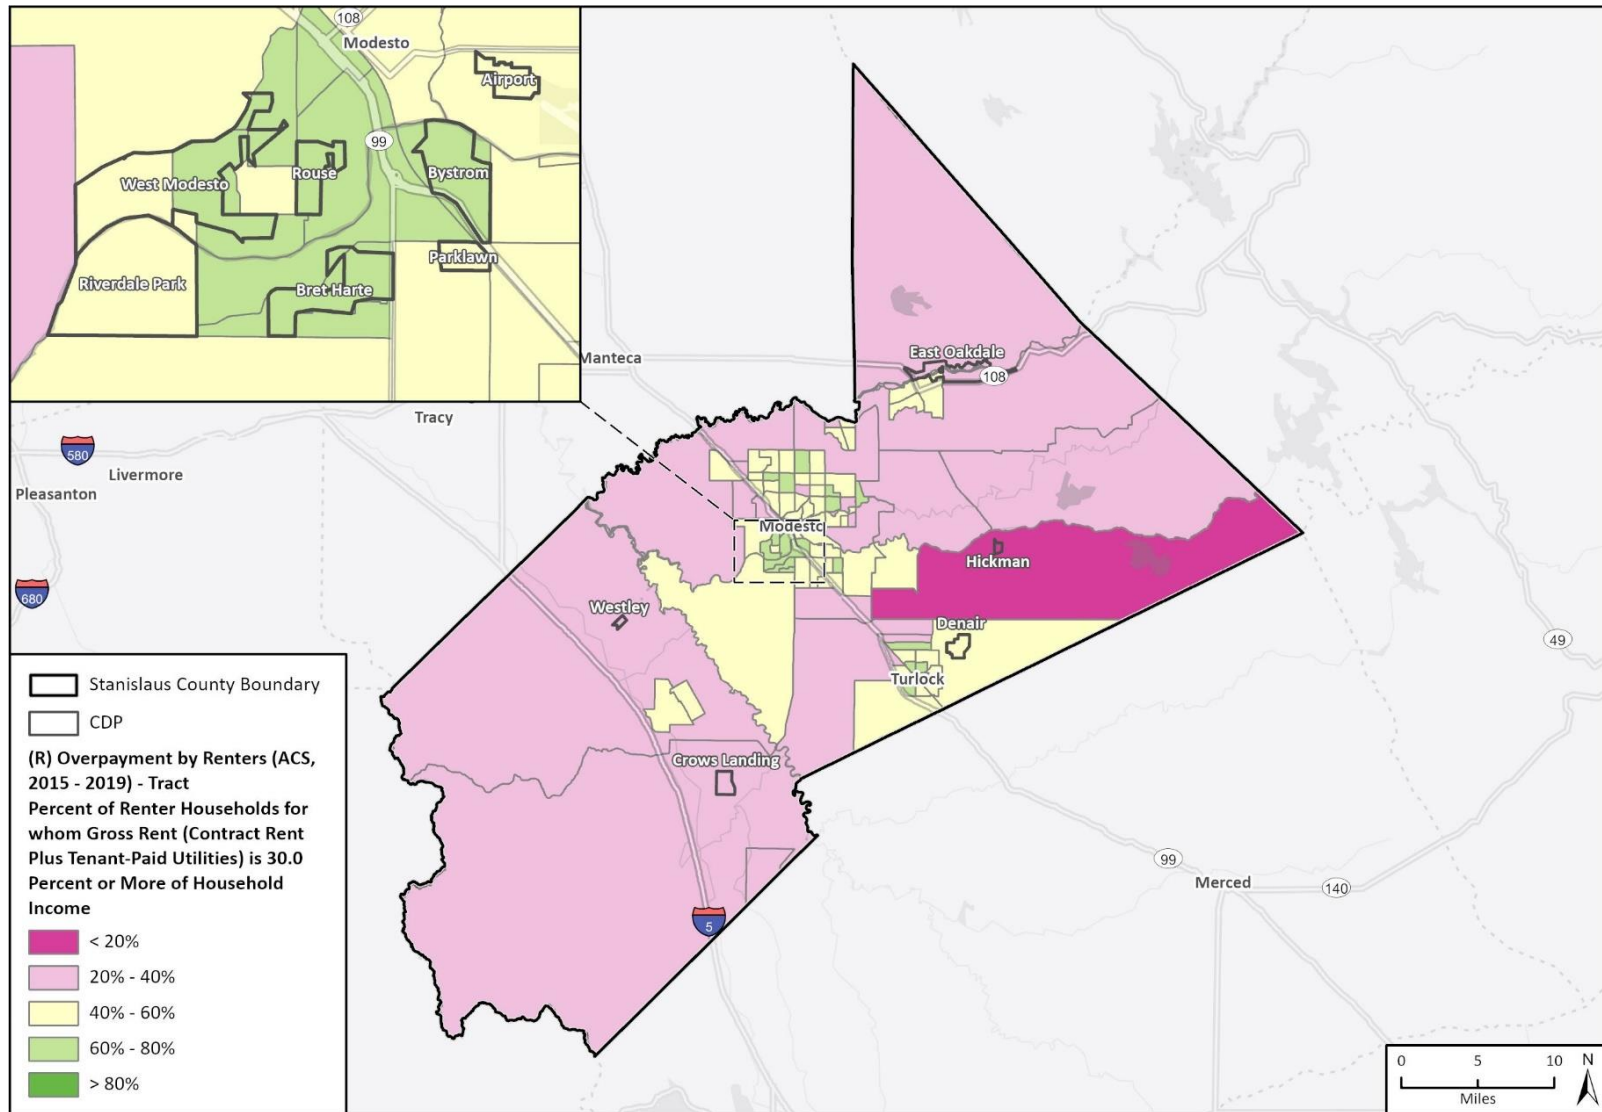 108
Modesto
Airport
99
West Modesto
Rouse
Bystrom
Riverdale Park
Bret Harte
Parklawn
Manteca
Tracy
580
Livermore
Pleasanton
680
East Oakdale
108
Modesto
Hickman
Westley
Denair
Turlock
49
Crows Landing
99
Merced
140
5
Stanislaus County Boundary
CDP
(R) Overpayment by Renters (ACS,
2015 - 2019) - Tract
Percent of Renter Households for
whom Gross Rent (Contract Rent
Plus Tenant-Paid Utilities) is 30.0
Percent or More of Household
Income
< 20%
20% - 40%
40% - 60%
60% - 80%
> 80%
0 5 10
Miles
N